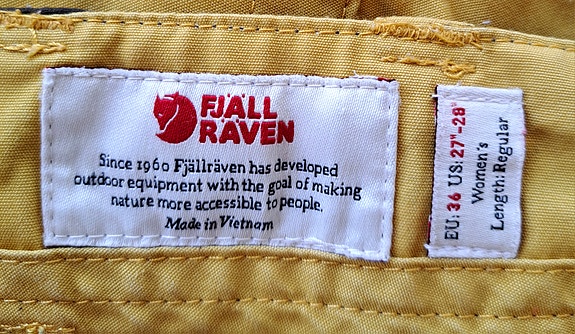 FJÄLL
RÄVEN
Since 1960 Fjällräven has developed
outdoor equipment with the goal of making
nature more accessible to people.
Made in Vietnam
EU: 36 US: 27"-28"
Women's
Length: Regular